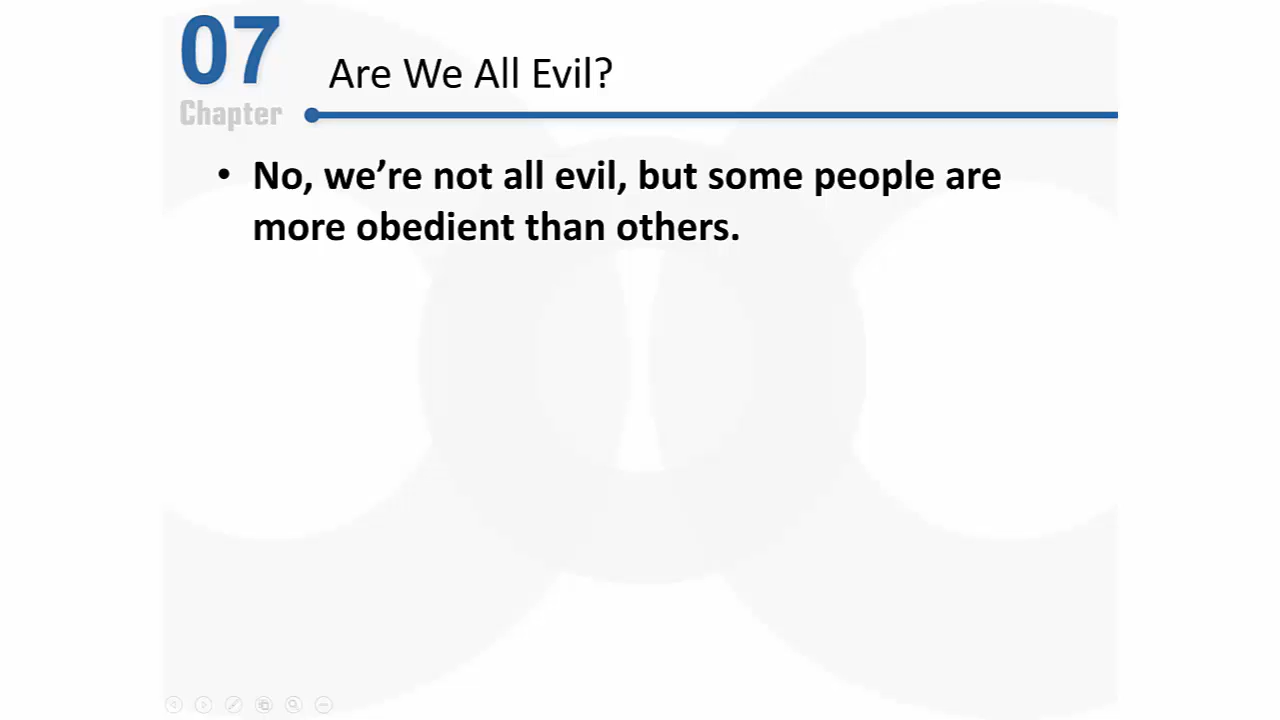 07
Chapter
Are We All Evil?
• No, we’re not all evil, but some people are
more obedient than others.